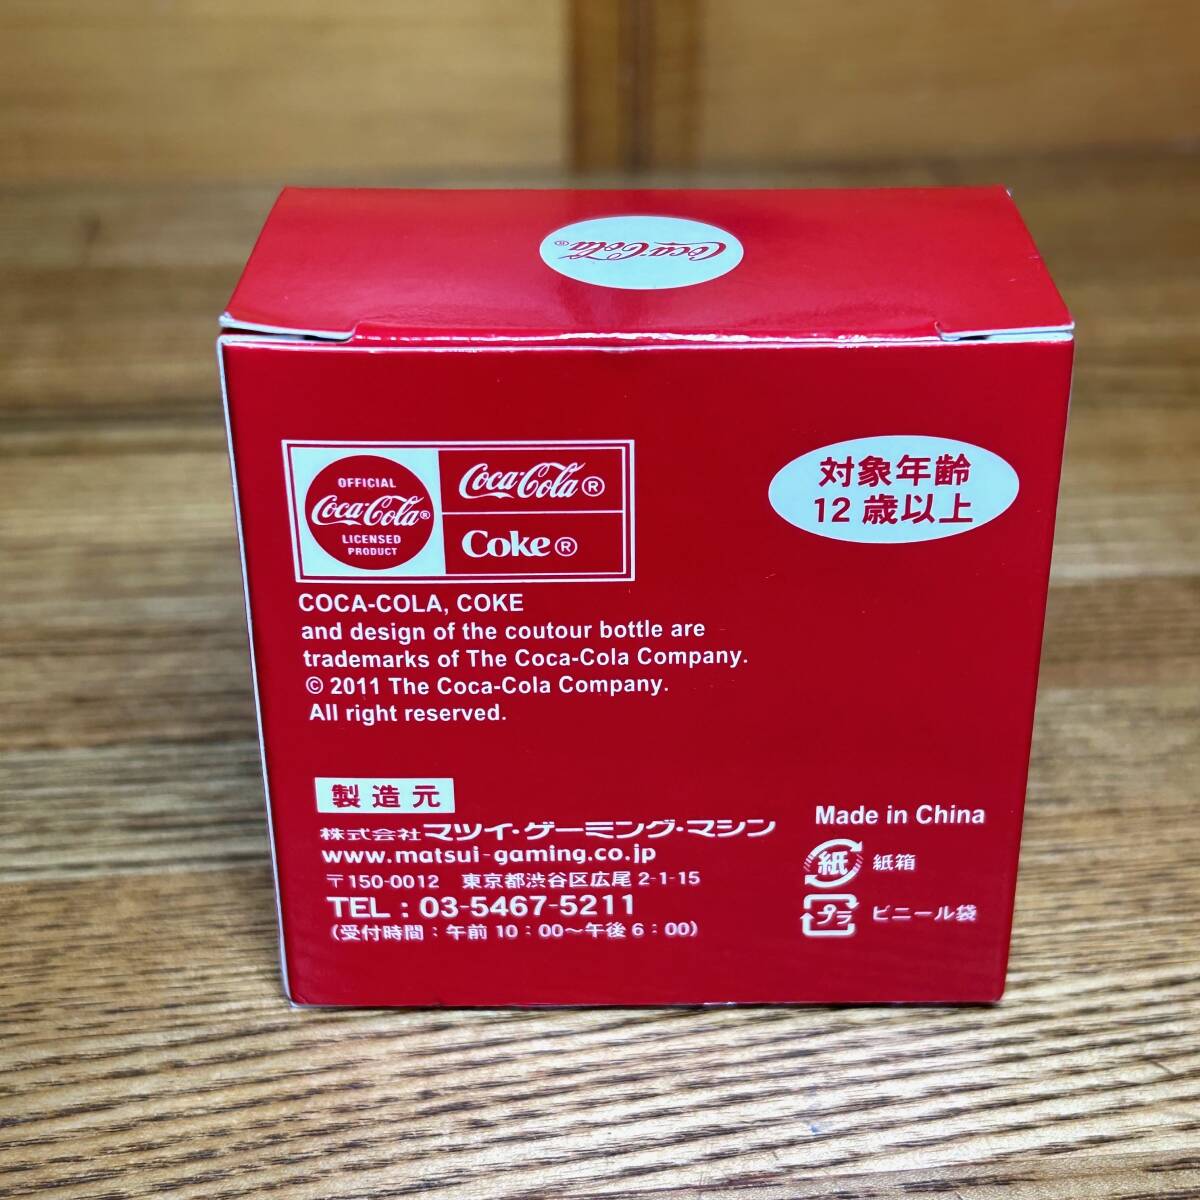 Coca-Cola®
OFFICIAL
Coca-Cola®
LICENSED
PRODUCT
Coca-Cola®
Coke®
対象年齢
12歳以上
COCA-COLA, COKE
and design of the coutour bottle are
trademarks of The Coca-Cola Company.
© 2011 The Coca-Cola Company.
All right reserved.
製造元
株式会社マツイ・ゲーミング・マシン
www.matsui-gaming.co.jp
〒150-0012 東京都渋谷区広尾2-1-15
TEL：03-5467-5211
（受付時間：午前10：00〜午後6：00）
Made in China
紙 紙箱
プラ ビニール袋